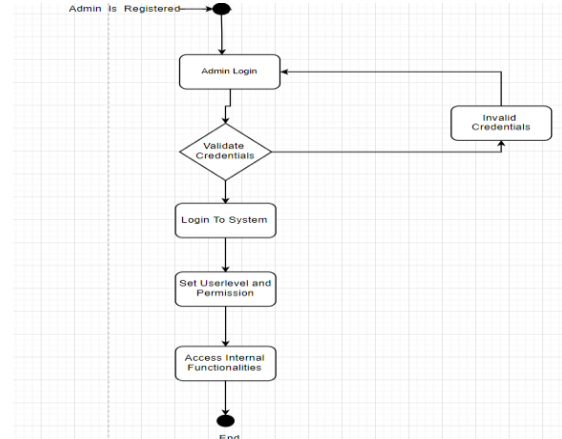 Admin is Registered
Admin Login
Invalid
Credentials
Validate
Credentials
Login To System
Set Userlevel and
Permission
Access Internal
Functionalities
End